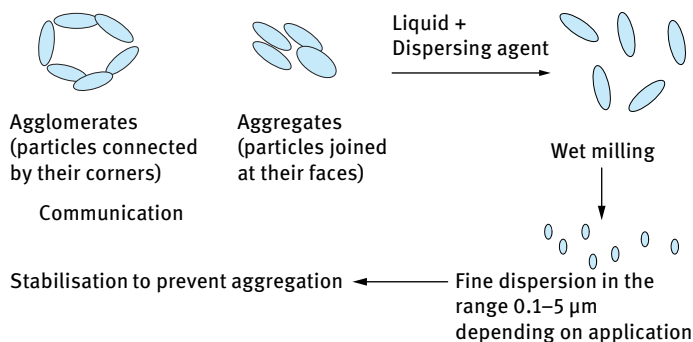 Liquid +
Dispersing agent
Agglomerates
(particles connected
by their corners)
Aggregates
(particles joined
at their faces)
Wet milling
Communication
Stabilisation to prevent aggregation
Fine dispersion in the
range 0.1–5 μm
depending on application